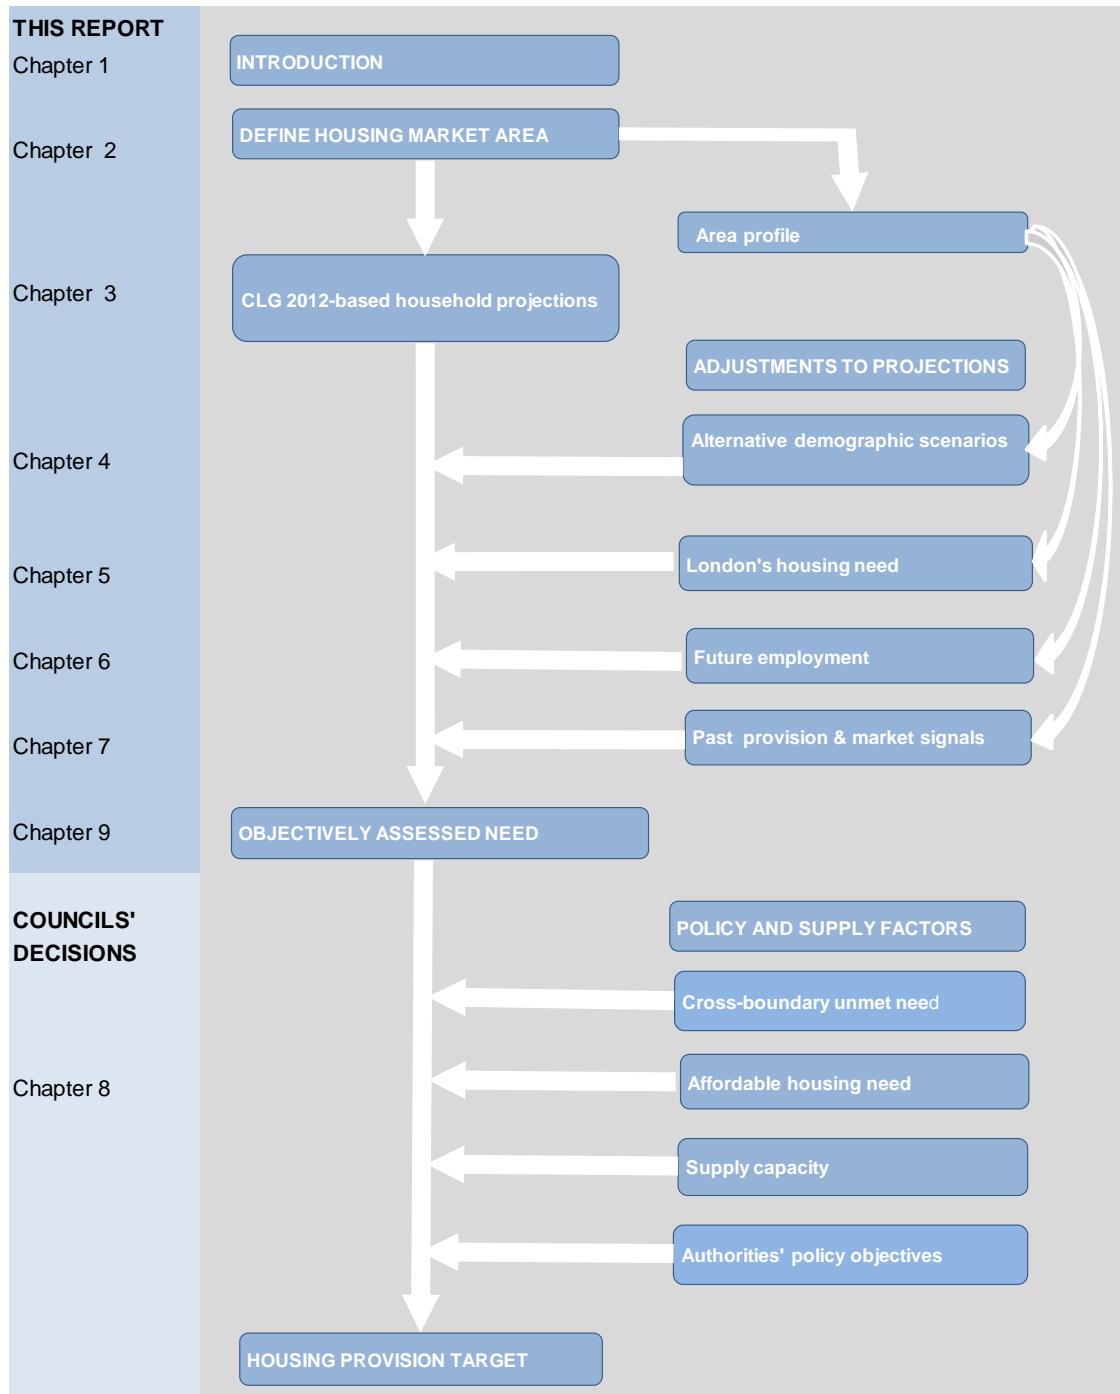 THIS REPORT
Chapter 1
INTRODUCTION
DEFINE HOUSING MARKET AREA
Chapter 2
Area profile
Chapter 3
CLG 2012-based household projections
ADJUSTMENTS TO PROJECTIONS
Alternative demographic scenarios
Chapter 4
London's housing need
Chapter 5
Future employment
Chapter 6
Past provision & market signals
Chapter 7
Chapter 9
OBJECTIVELY ASSESSED NEED
COUNCILS'
DECISIONS
POLICY AND SUPPLY FACTORS
Cross-boundary unmet need
Affordable housing need
Chapter 8
Supply capacity
Authorities' policy objectives
HOUSING PROVISION TARGET